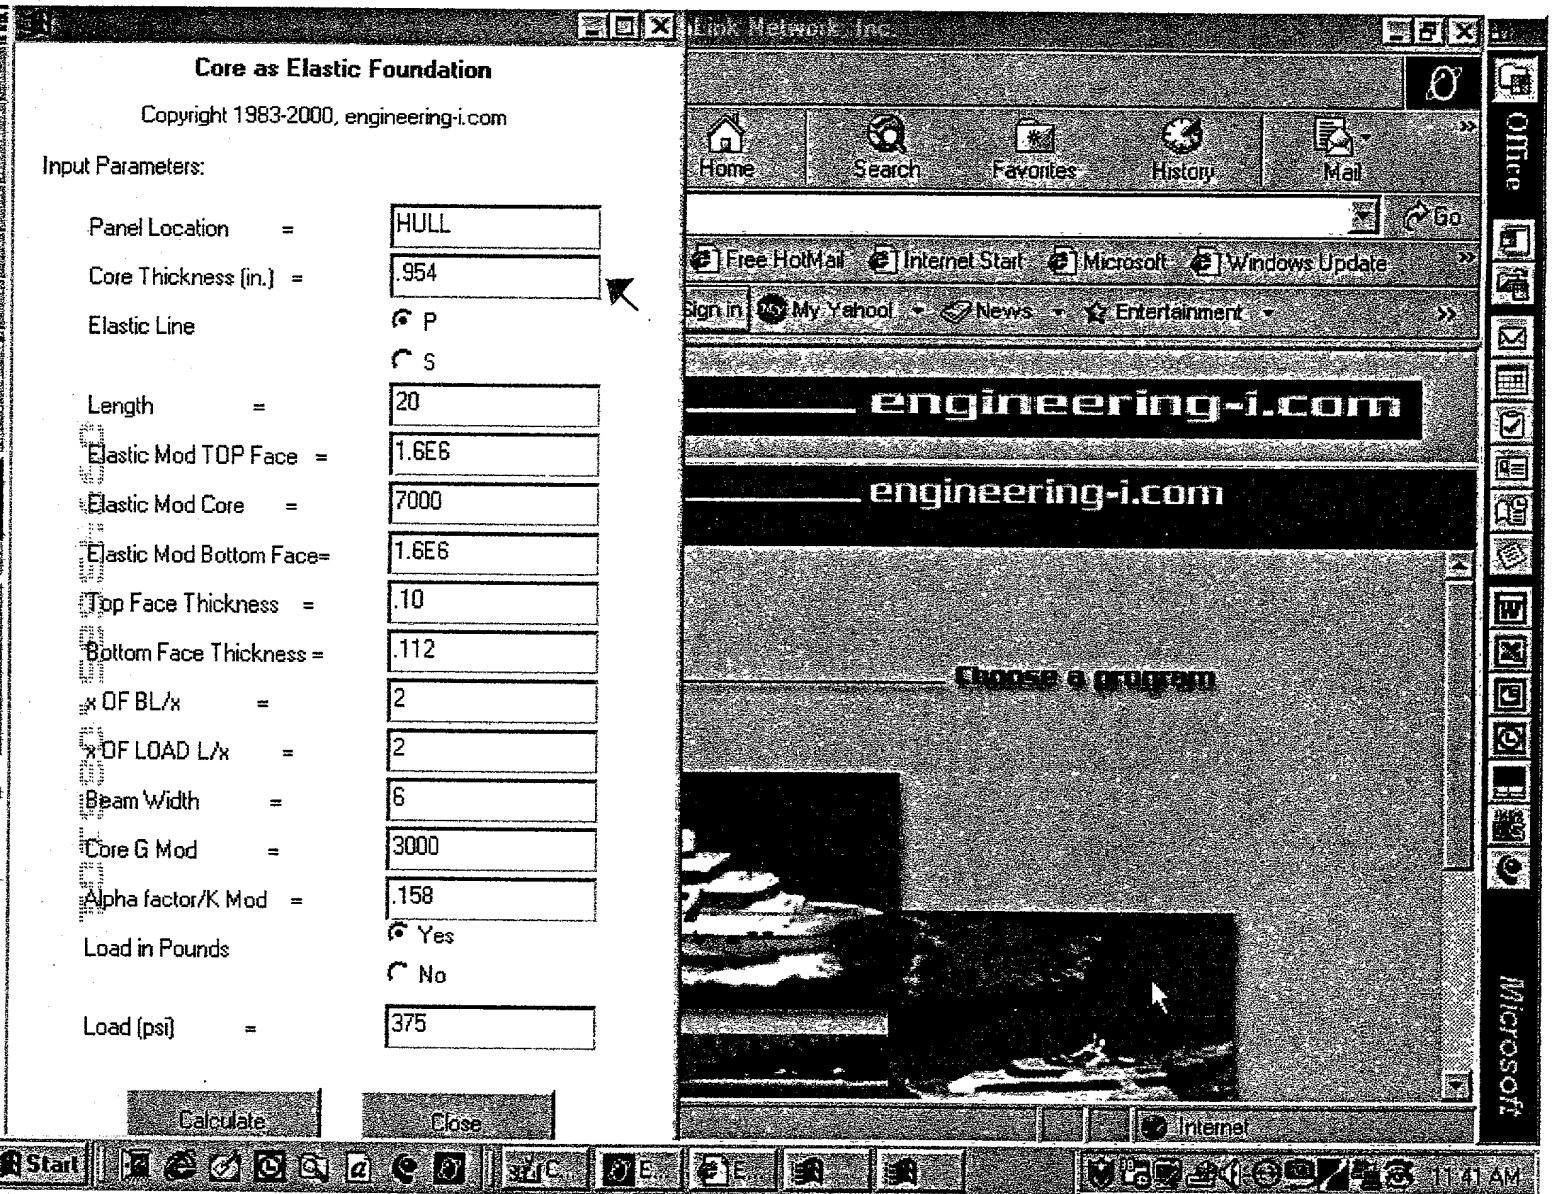 Link Network, Inc.
Core as Elastic Foundation
Copyright 1983-2000, engineering-i.com
Input Parameters:
Panel Location = HULL
Core Thickness (in.) = .954
Elastic Line P
S
Length = 20
Elastic Mod TOP Face = 1.6E6
Elastic Mod Core = 7000
Elastic Mod Bottom Face= 1.6E6
Top Face Thickness = .10
Bottom Face Thickness = .112
x OF BL/x = 2
x OF LOAD L/x = 2
Beam Width = 6
Core G Mod = 3000
Alpha factor/K Mod = .158
Load in Pounds Yes
No
Load (psi) = 375
Calculate Close
Home Search Favorites History Mail »
Go
Free HotMail Internet Start Microsoft Windows Update »
Sign in My Yahoo! News Entertainment »
engineering-i.com
engineering-i.com
Choose a program
Internet
Office
Microsoft
Start 11:41 AM